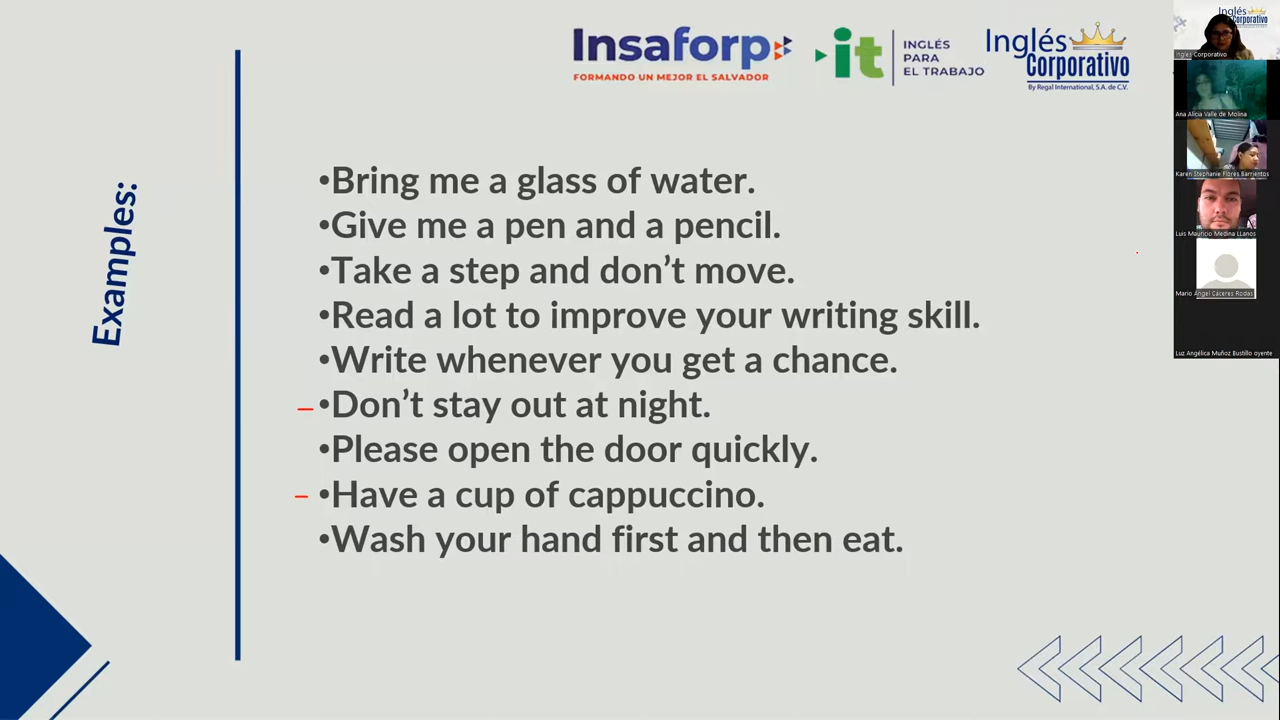 Insaforp
FORMANDO UN MEJOR EL SALVADOR
it
INGLÉS
PARA
EL TRABAJO
Inglés
Corporativo
By Regal International, S.A. de C.V.
Examples:
•Bring me a glass of water.
•Give me a pen and a pencil.
•Take a step and don’t move.
•Read a lot to improve your writing skill.
•Write whenever you get a chance.
•Don’t stay out at night.
•Please open the door quickly.
•Have a cup of cappuccino.
•Wash your hand first and then eat.
Inglés
Corporativo
Inglés Corporativo
Ana Alicia Valle de Molina
Karen Stephanie Flores Barrientos
Luis Mauricio Medina LLanos
Mario Ángel Cáceres Rodas
Luz Angélica Muñoz Bustillo oyente